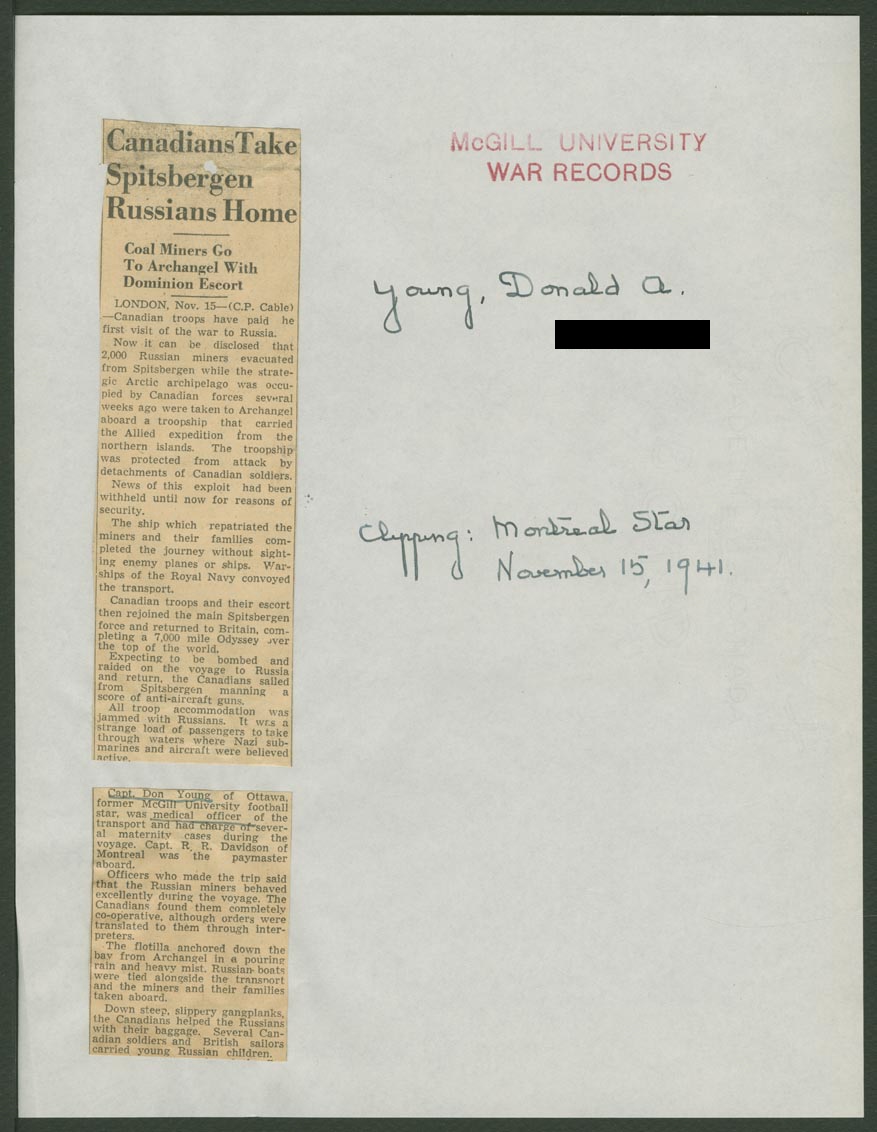 McGILL UNIVERSITY
WAR RECORDS
Young, Donald A.
Clipping: Montreal Star
November 15, 1941.
Canadians Take
Spitsbergen
Russians Home
Coal Miners Go
To Archangel With
Dominion Escort
LONDON, Nov. 15—(C.P. Cable)
—Canadian troops have paid he
first visit of the war to Russia.
Now it can be disclosed that
2,000 Russian miners evacuated
from Spitsbergen while the strate-
gic Arctic archipelago was occu-
pied by Canadian forces several
weeks ago were taken to Archangel
aboard a troopship that carried
the Allied expedition from the
northern islands. The troopship
was protected from attack by
detachments of Canadian soldiers.
News of this exploit had been
withheld until now for reasons of
security.
The ship which repatriated the
miners and their families com-
pleted the journey without sight-
ing enemy planes or ships. War-
ships of the Royal Navy convoyed
the transport.
Canadian troops and their escort
then rejoined the main Spitsbergen
force and returned to Britain, com-
pleting a 7,000 mile Odyssey over
the top of the world.
Expecting to be bombed and
raided on the voyage to Russia
and return, the Canadians sailed
from Spitsbergen manning a
score of anti-aircraft guns.
All troop accommodation was
jammed with Russians. It was a
strange load of passengers to take
through waters where Nazi sub-
marines and aircraft were believed
active.
Capt. Don Young of Ottawa,
former McGill University football
star, was medical officer of the
transport and had charge of sever-
al maternity cases during the
voyage. Capt. R. R. Davidson of
Montreal was the paymaster
aboard.
Officers who made the trip said
that the Russian miners behaved
excellently during the voyage. The
Canadians found them completely
co-operative, although orders were
translated to them through inter-
preters.
The flotilla anchored down the
bay from Archangel in a pouring
rain and heavy mist. Russian boats
were tied alongside the transport
and the miners and their families
taken aboard.
Down steep, slippery gangplanks,
the Canadians helped the Russians
with their baggage. Several Can-
adian soldiers and British sailors
carried young Russian children.